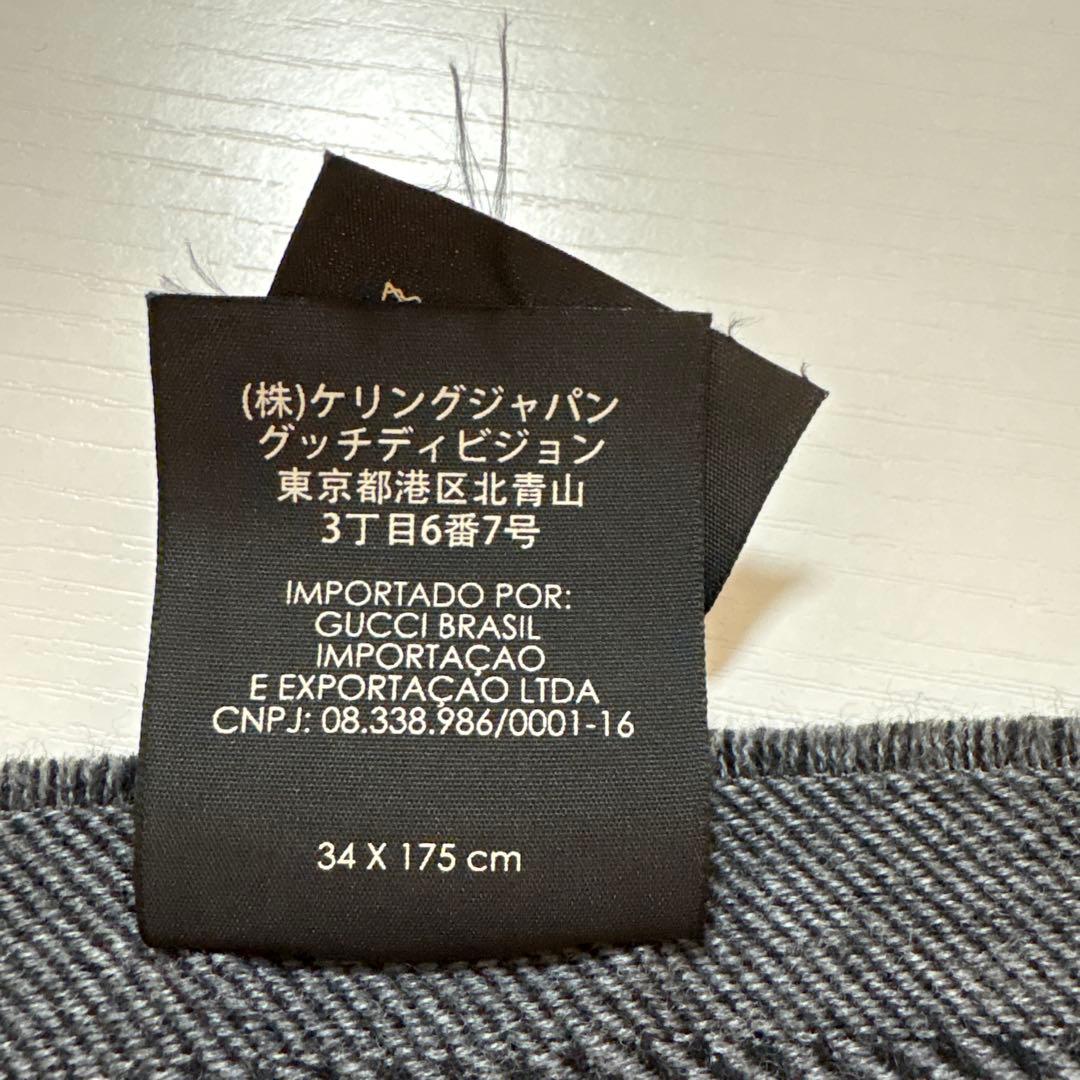 (株)ケリングジャパン
グッチディビジョン
東京都港区北青山
3丁目6番7号
IMPORTADO POR:
GUCCI BRASIL
IMPORTAÇAO
E EXPORTAÇAO LTDA
CNPJ: 08.338.986/0001-16
34 X 175 cm